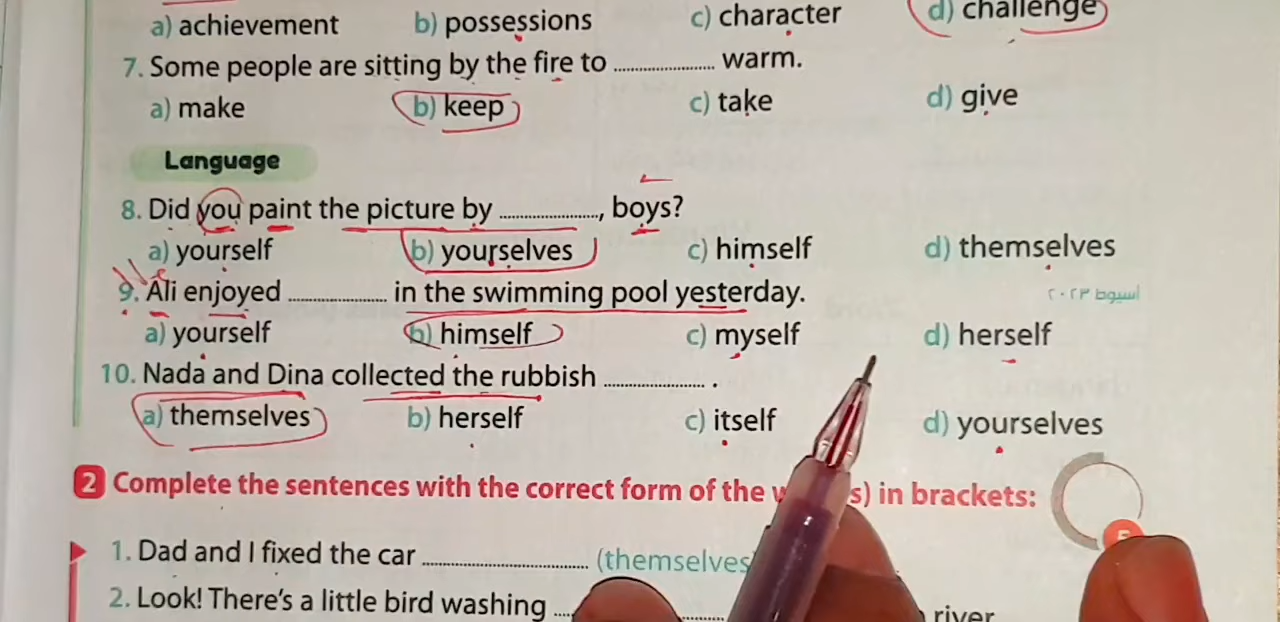 a) achievement b) possessions c) character d) challenge
7. Some people are sitting by the fire to .................... warm.
a) make b) keep c) take d) give
Language
8. Did you paint the picture by ...................., boys?
a) yourself b) yourselves c) himself d) themselves
9. Ali enjoyed .................... in the swimming pool yesterday. أسيوط ٢٠٢٣
a) yourself b) himself c) myself d) herself
10. Nada and Dina collected the rubbish .................... .
a) themselves b) herself c) itself d) yourselves
2 Complete the sentences with the correct form of the in brackets:
1. Dad and I fixed the car .................... (themselves
2. Look! There's a little bird washing .................... river